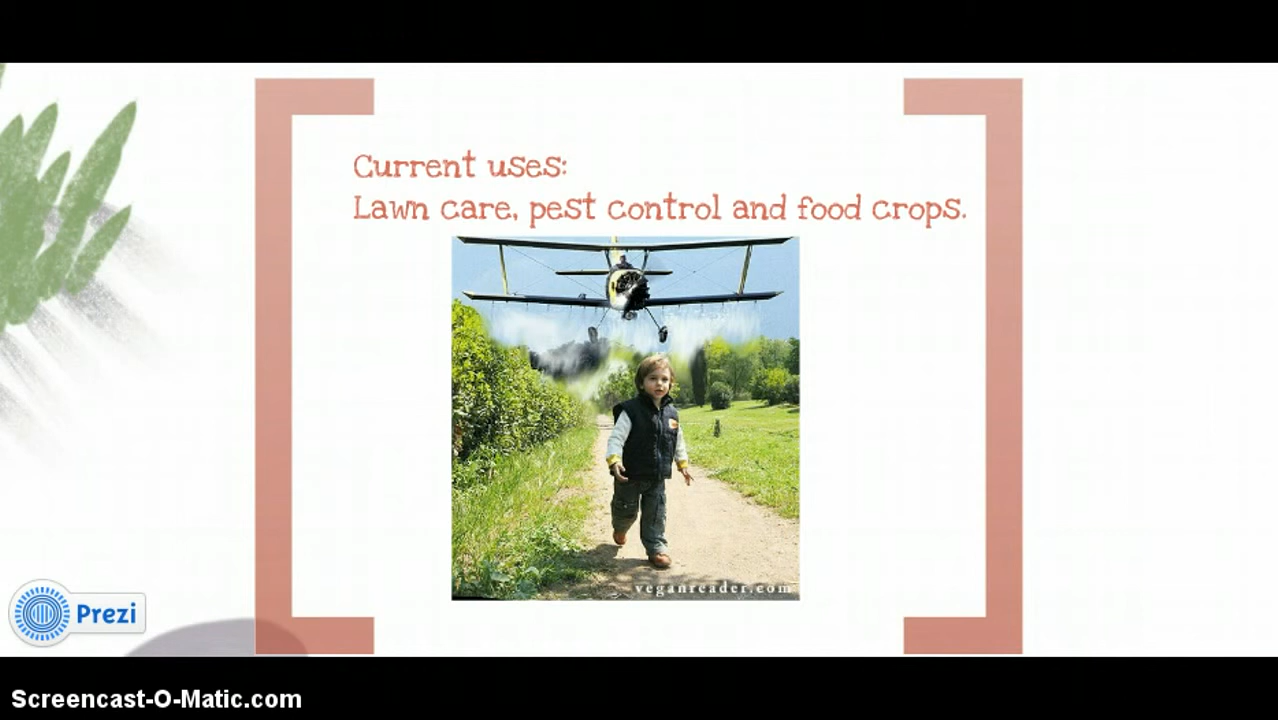 Current uses:
Lawn care, pest control and food crops.
veganreader.com
Prezi
Screencast-O-Matic.com